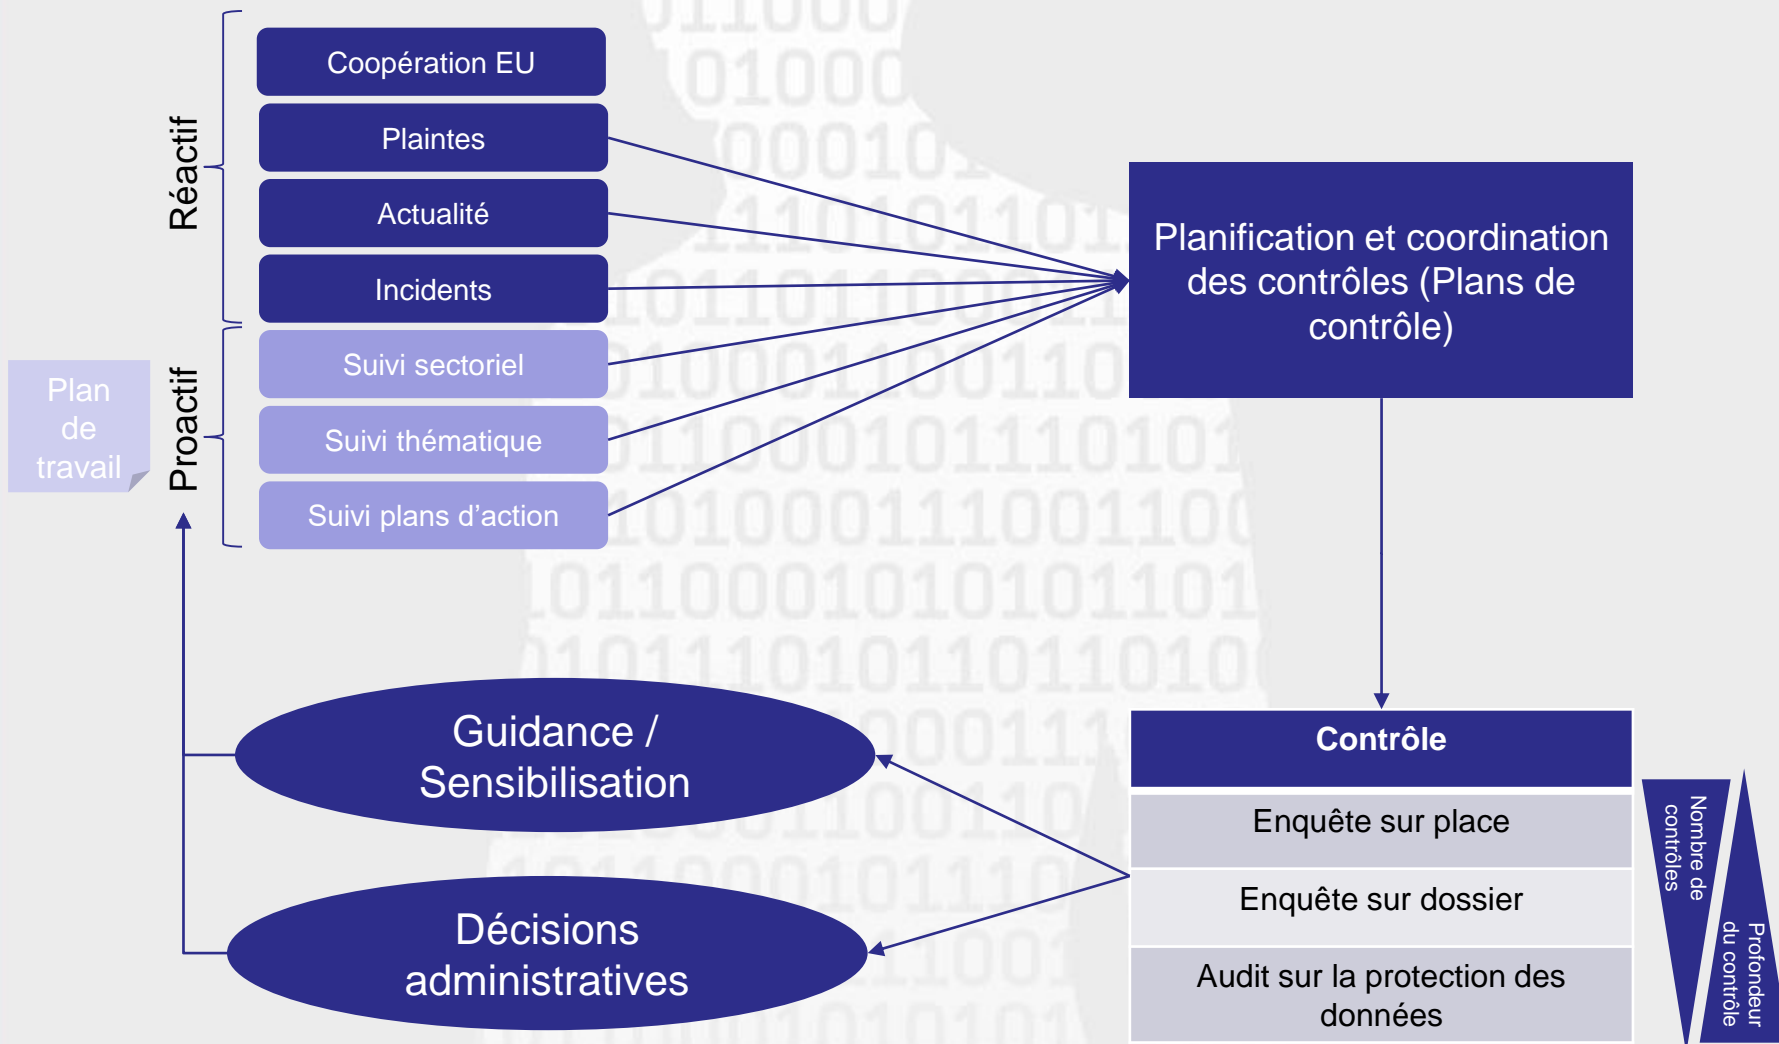 Réactif
Coopération EU
Plaintes
Actualité
Incidents
Plan
de
travail
Proactif
Suivi sectoriel
Suivi thématique
Suivi plans d’action
Planification et coordination
des contrôles (Plans de
contrôle)
Guidance /
Sensibilisation
Décisions
administratives
Contrôle
Enquête sur place
Enquête sur dossier
Audit sur la protection des
données
Nombre de
contrôles
Profondeur
du contrôle